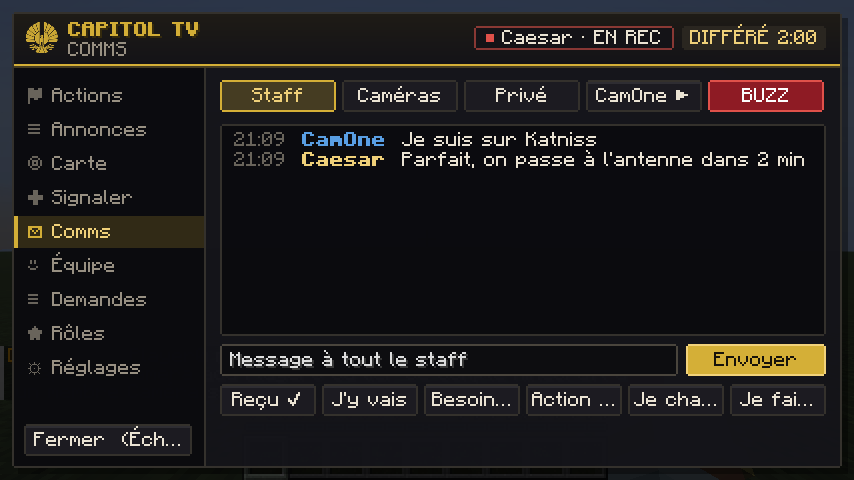 CAPITOL TV
COMMS
Caesar · EN REC
DIFFÉRÉ 2:00
Actions
Annonces
Carte
Signaler
Comms
Équipe
Demandes
Rôles
Réglages
Fermer (Éch...
Staff
Caméras
Privé
CamOne ►
BUZZ
21:09 CamOne Je suis sur Katniss
21:09 Caesar Parfait, on passe à l'antenne dans 2 min
Message à tout le staff
Envoyer
Reçu ✓
J'y vais
Besoin...
Action ...
Je cha...
Je fai...